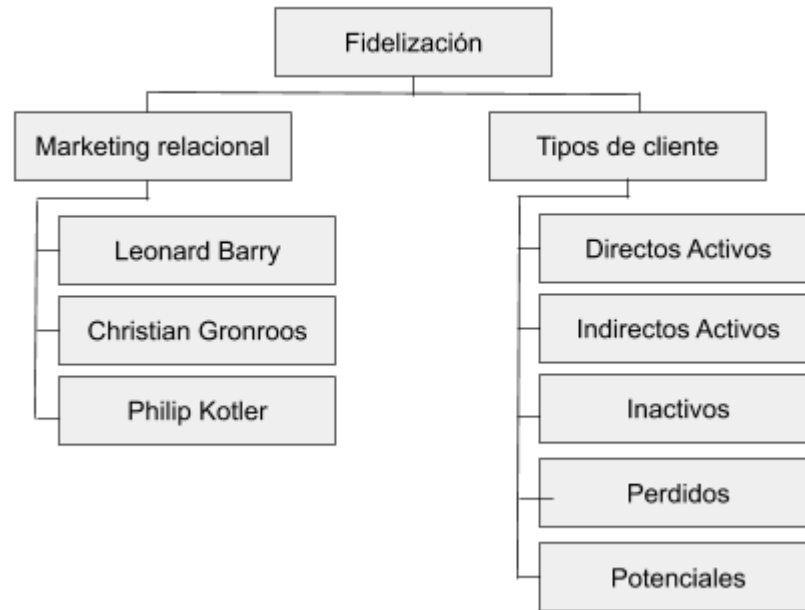 Fidelización
Marketing relacional
Leonard Barry
Christian Gronroos
Philip Kotler
Tipos de cliente
Directos Activos
Indirectos Activos
Inactivos
Perdidos
Potenciales